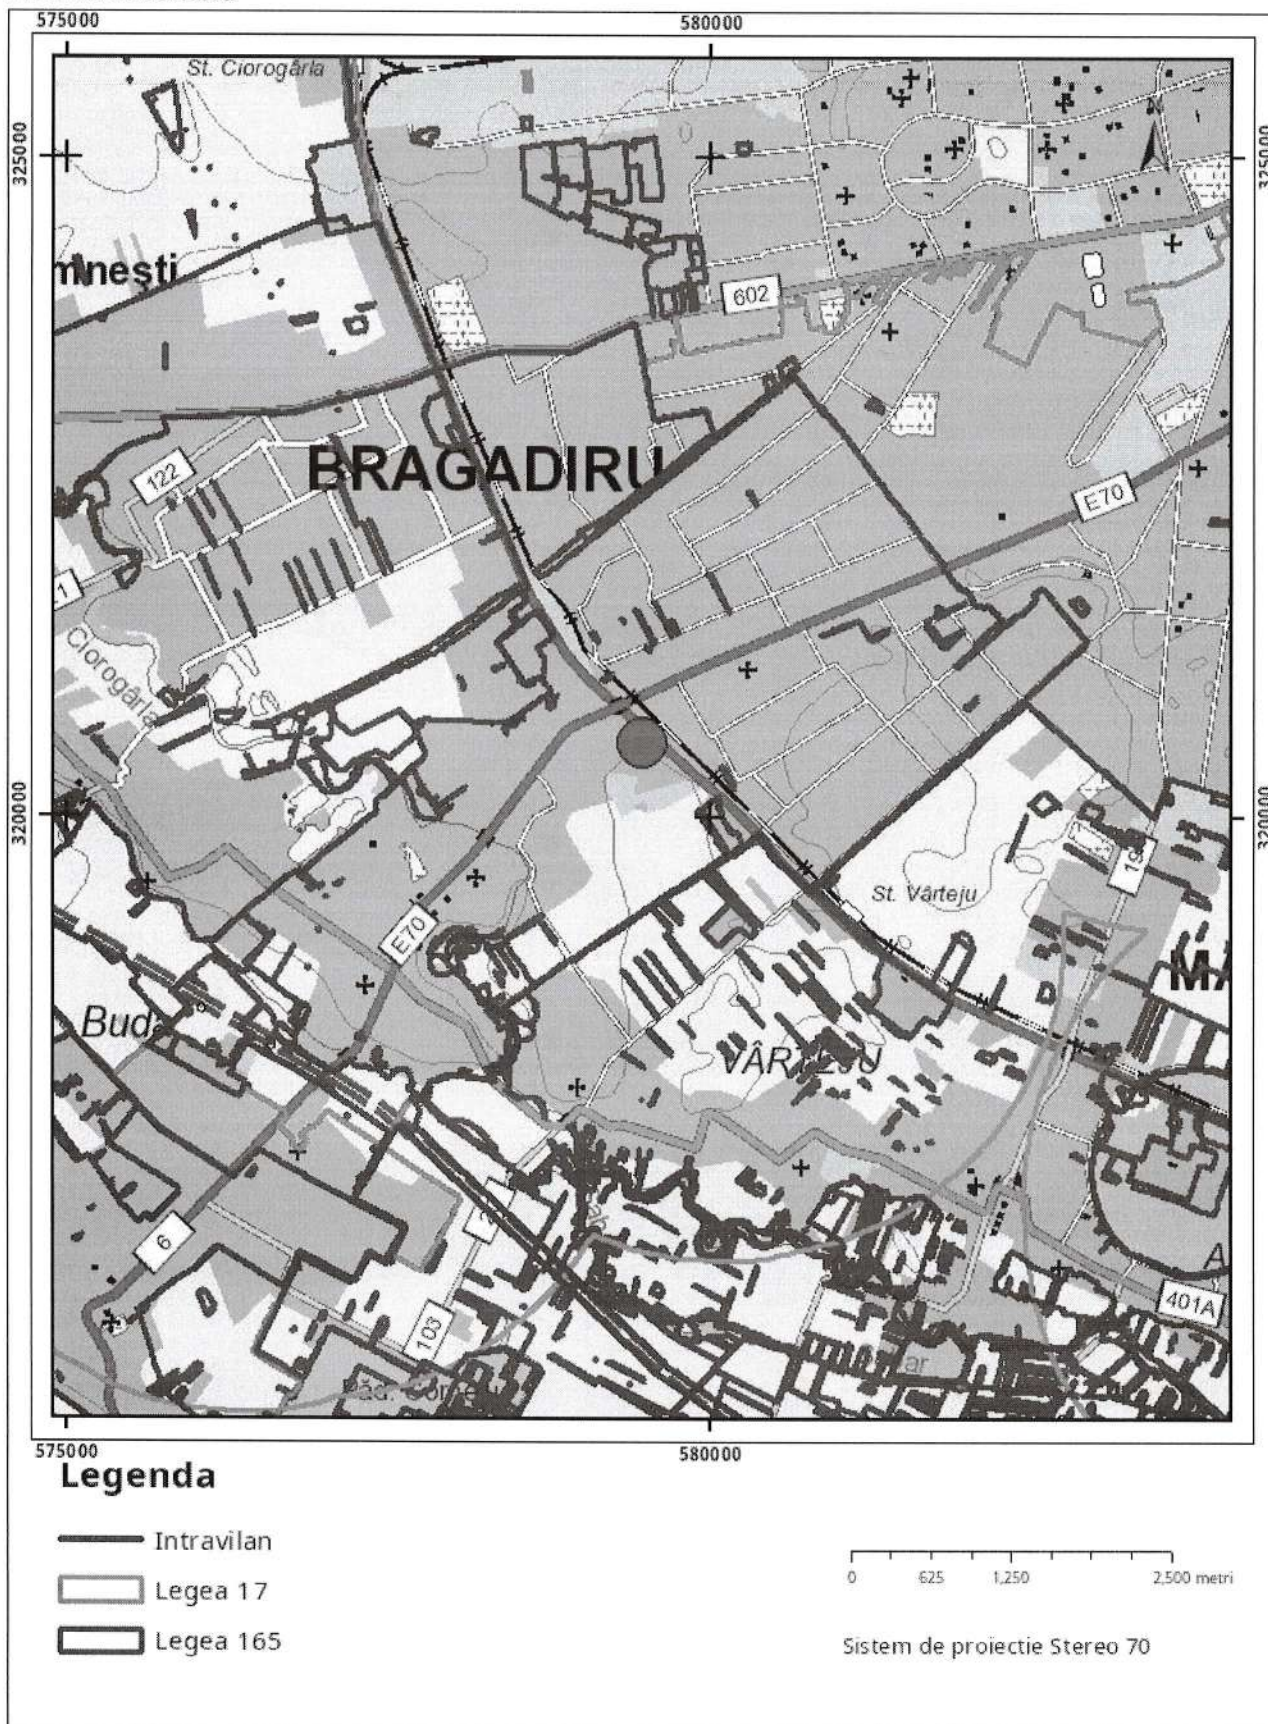 575000
580000
St. Ciorogârla
325000
mnești
602
BRAGADIRU
122
E70
Ciorogârla
320000
320000
St. Vârteju
E70
Buda
VÂRTEJU
6
103
401A
A
575000
580000
Legenda
Intravilan
Legea 17
Legea 165
0
625
1,250
2,500 metri
Sistem de proiectie Stereo 70